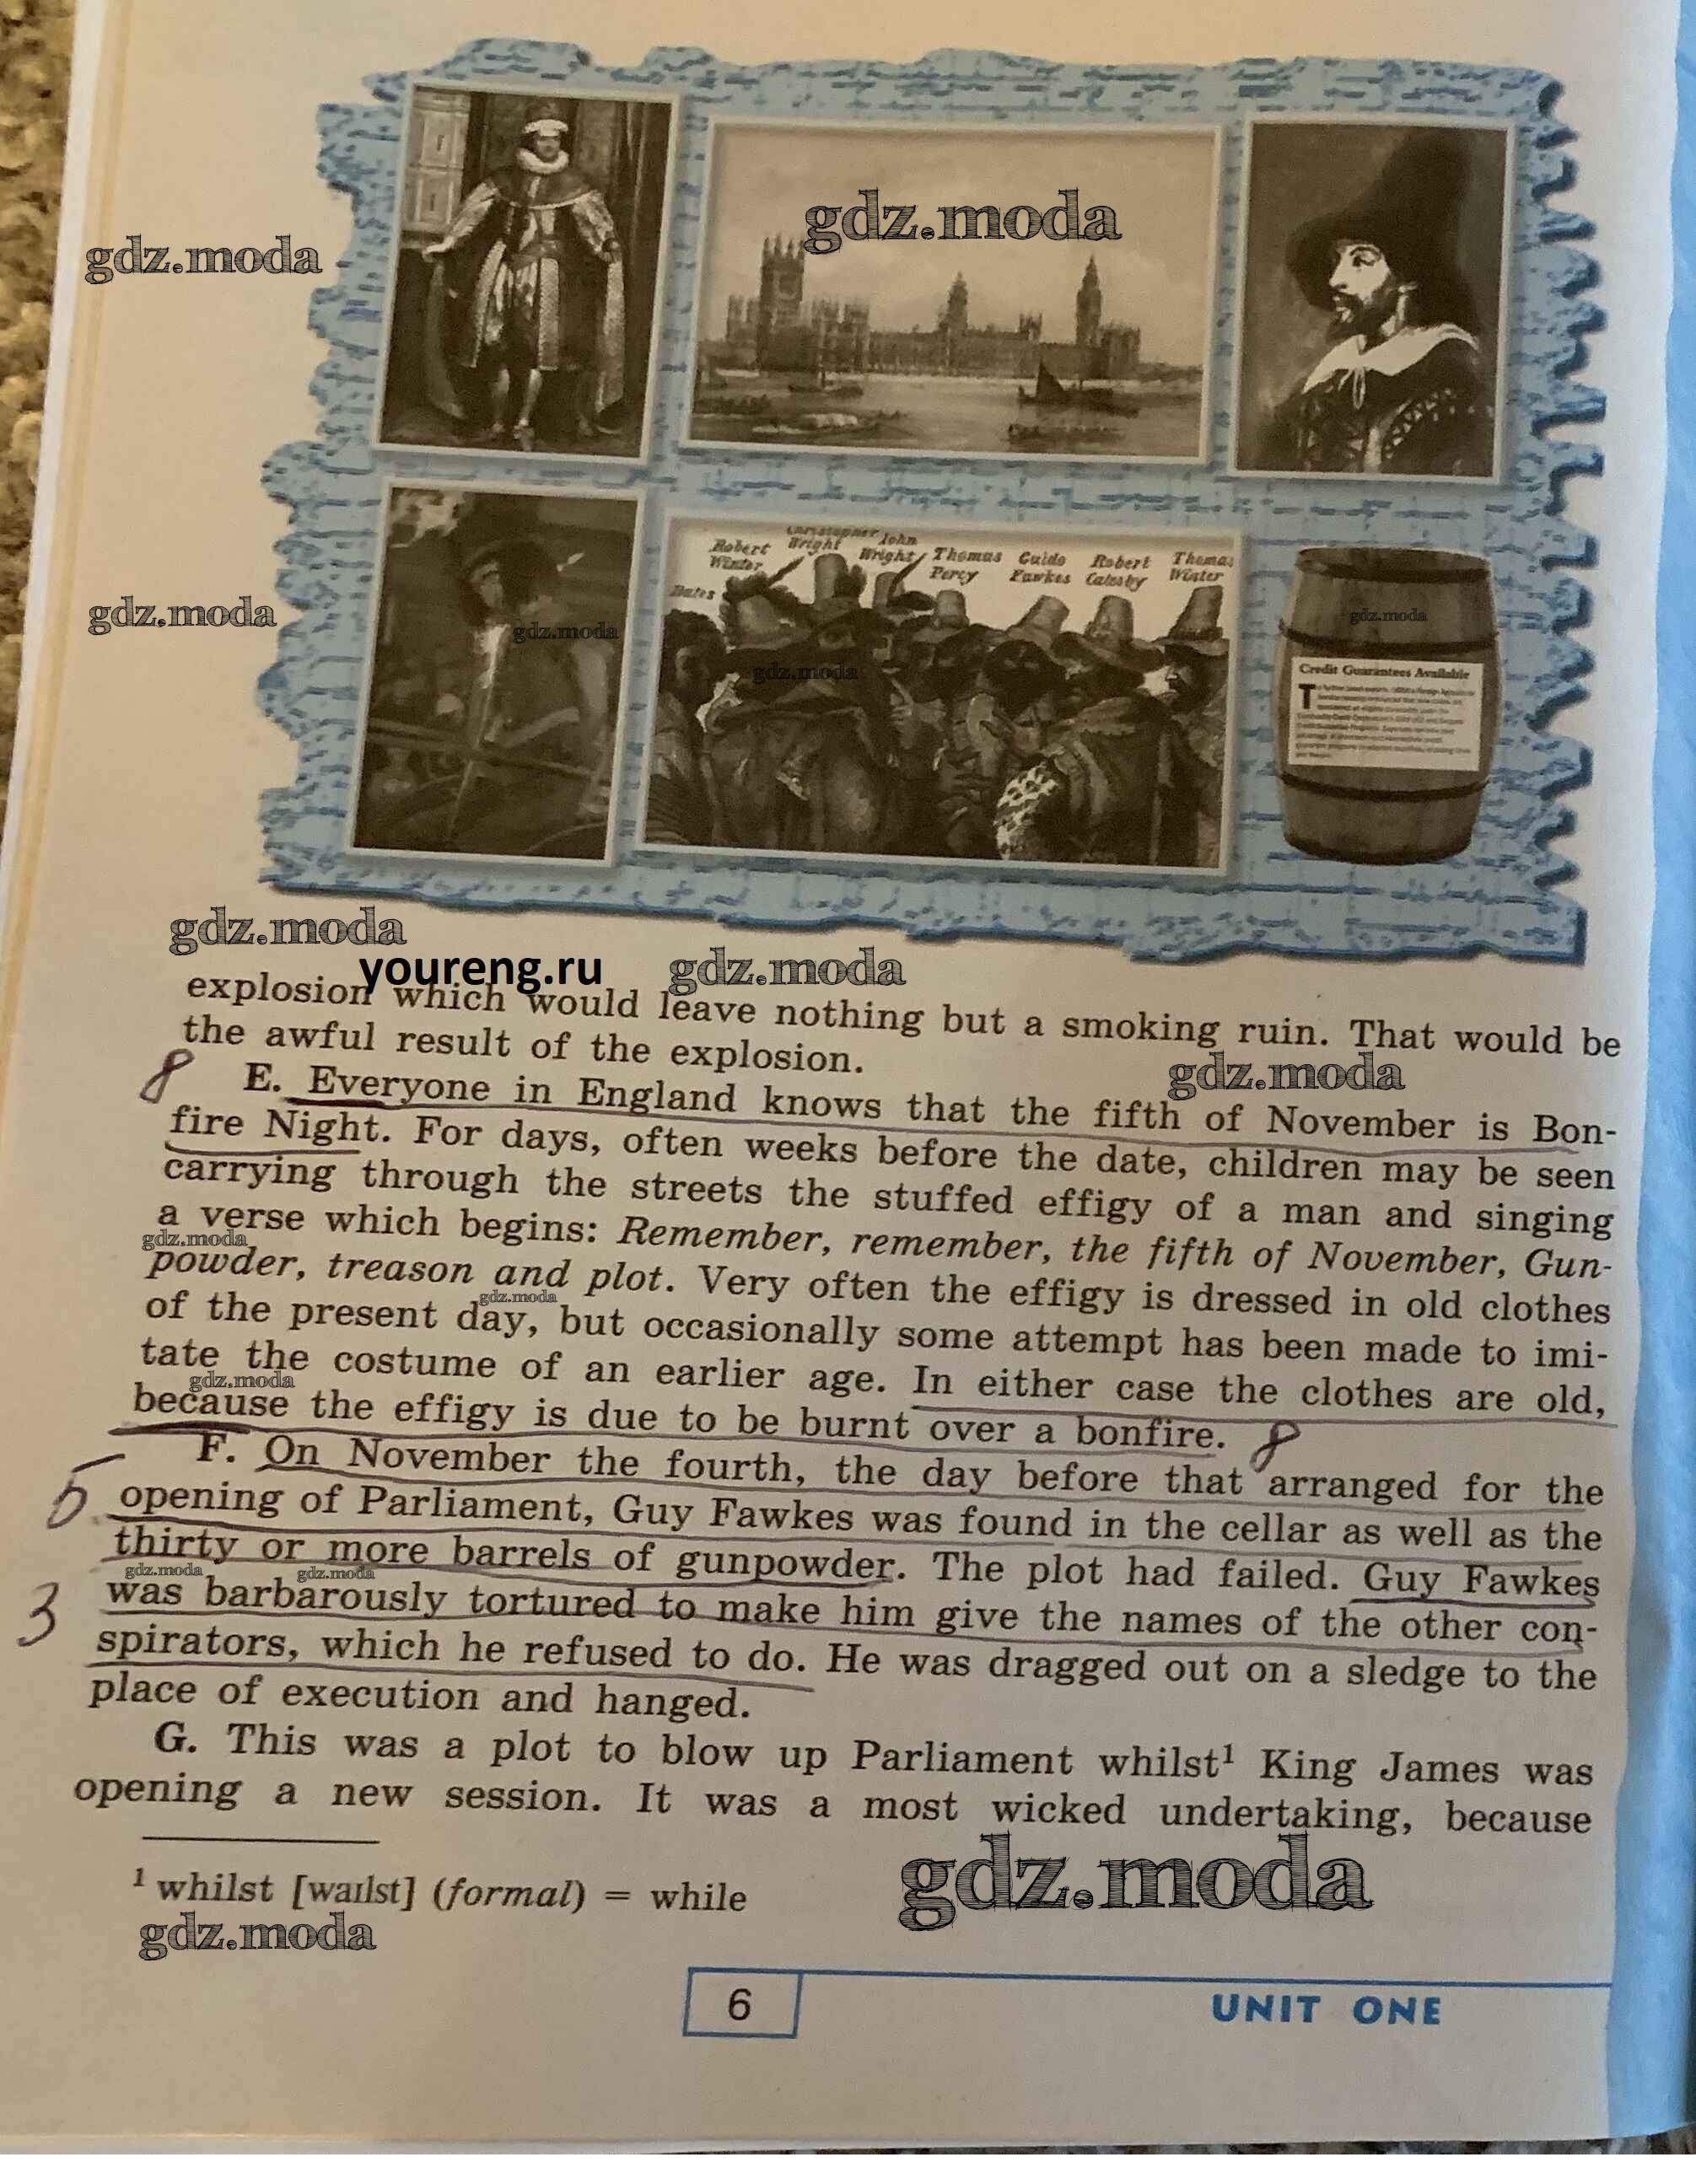 gdz.moda
gdz.moda
Christopher
Wright
John
Wright
Robert
Winter
Thomas
Percy
Guido
Fawkes
Robert
Catesby
Thomas
Winter
Bates
gdz.moda
gdz.moda
gdz.moda
gdz.moda
Credit Guarantees Available
gdz.moda
youreng.ru
gdz.moda
explosion which would leave nothing but a smoking ruin. That would be
the awful result of the explosion.
gdz.moda
8
E. Everyone in England knows that the fifth of November is Bon-
fire Night. For days, often weeks before the date, children may be seen
carrying through the streets the stuffed effigy of a man and singing
a verse which begins: Remember, remember, the fifth of November, Gun-
gdz.moda
powder, treason and plot. Very often the effigy is dressed in old clothes
gdz.moda
of the present day, but occasionally some attempt has been made to imi-
tate the costume of an earlier age. In either case the clothes are old,
gdz.moda
because the effigy is due to be burnt over a bonfire. 8
F. On November the fourth, the day before that arranged for the
5
opening of Parliament, Guy Fawkes was found in the cellar as well as the
thirty or more barrels of gunpowder. The plot had failed. Guy Fawkes
gdz.moda
gdz.moda
3
was barbarously tortured to make him give the names of the other con-
spirators, which he refused to do. He was dragged out on a sledge to the
place of execution and hanged.
G. This was a plot to blow up Parliament whilst¹ King James was
opening a new session. It was a most wicked undertaking, because
¹ whilst [waɪlst] (formal) = while
gdz.moda
gdz.moda
6
UNIT ONE